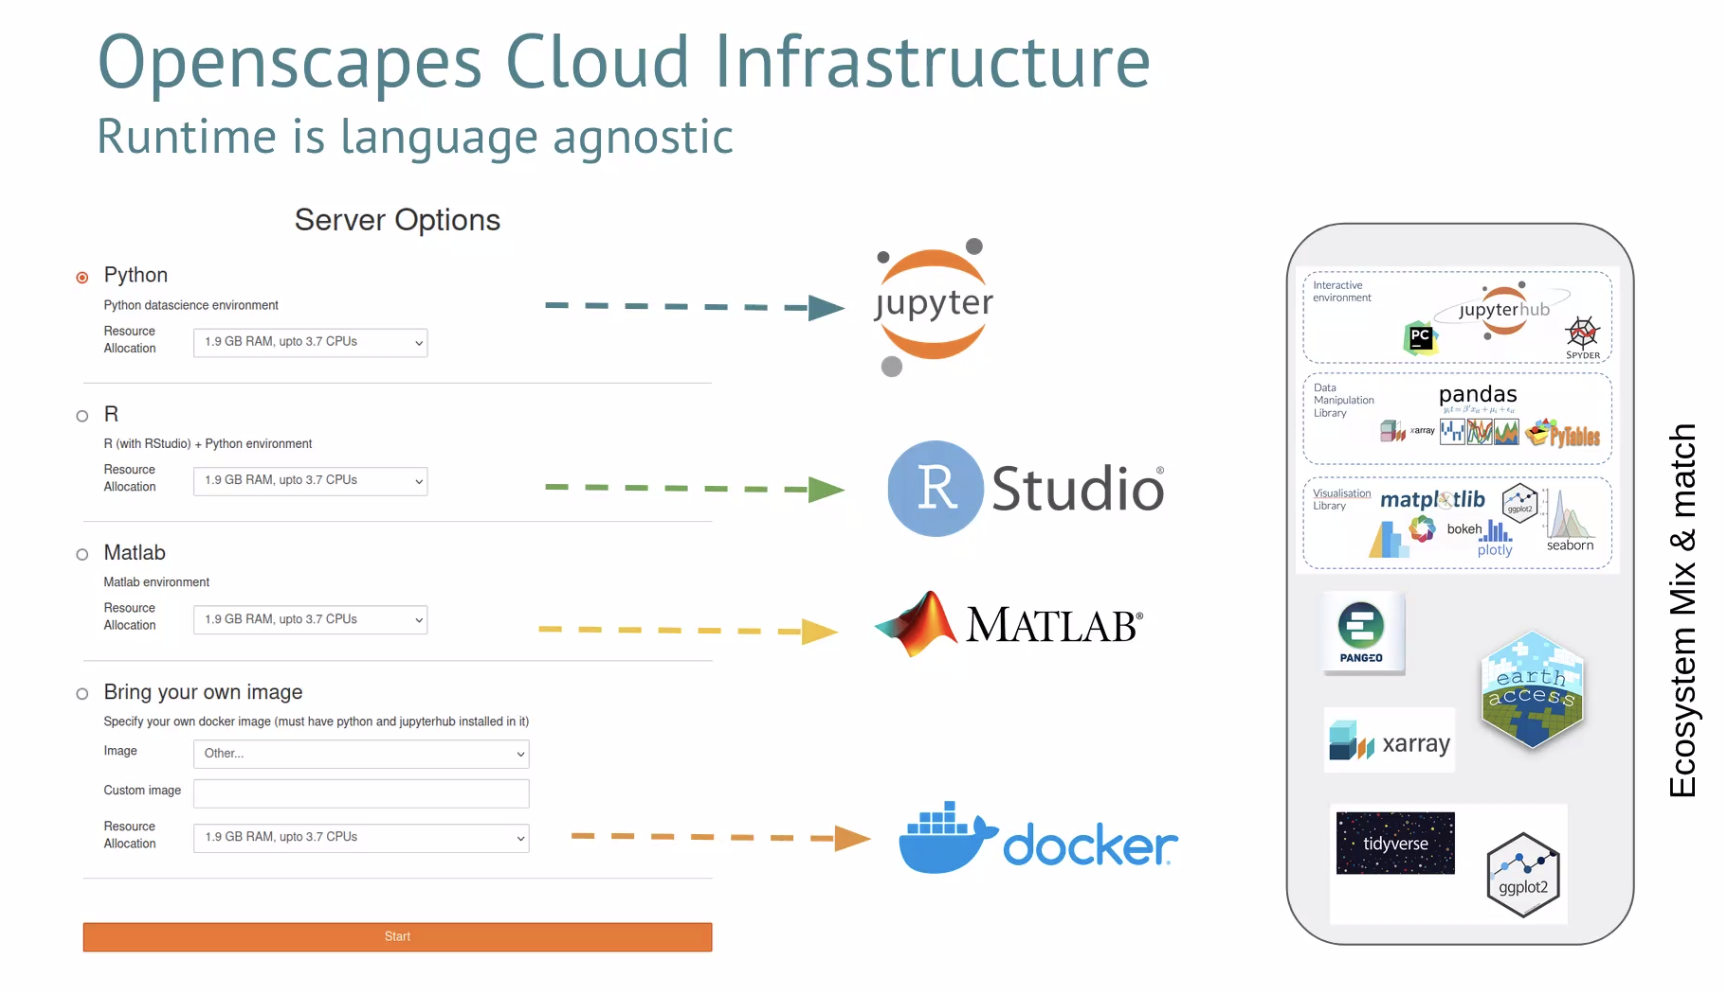 Openscapes Cloud Infrastructure
Runtime is language agnostic
Server Options
Python
Python datascience environment
Resource Allocation
1.9 GB RAM, upto 3.7 CPUs
R
R (with RStudio) + Python environment
Resource Allocation
1.9 GB RAM, upto 3.7 CPUs
Matlab
Matlab environment
Resource Allocation
1.9 GB RAM, upto 3.7 CPUs
Bring your own image
Specify your own docker image (must have python and jupyterhub installed in it)
Image
Other...
Custom image
Resource Allocation
1.9 GB RAM, upto 3.7 CPUs
Start
jupyter
R Studio®
MATLAB®
docker
Interactive environment
jupyterhub
PC
SPYDER
Data Manipulation Library
pandas
xarray
PyTables
Visualisation Library
matplotlib
ggplot2
bokeh
plotly
seaborn
PANGEO
earth access
xarray
tidyverse
ggplot2
Ecosystem Mix & match